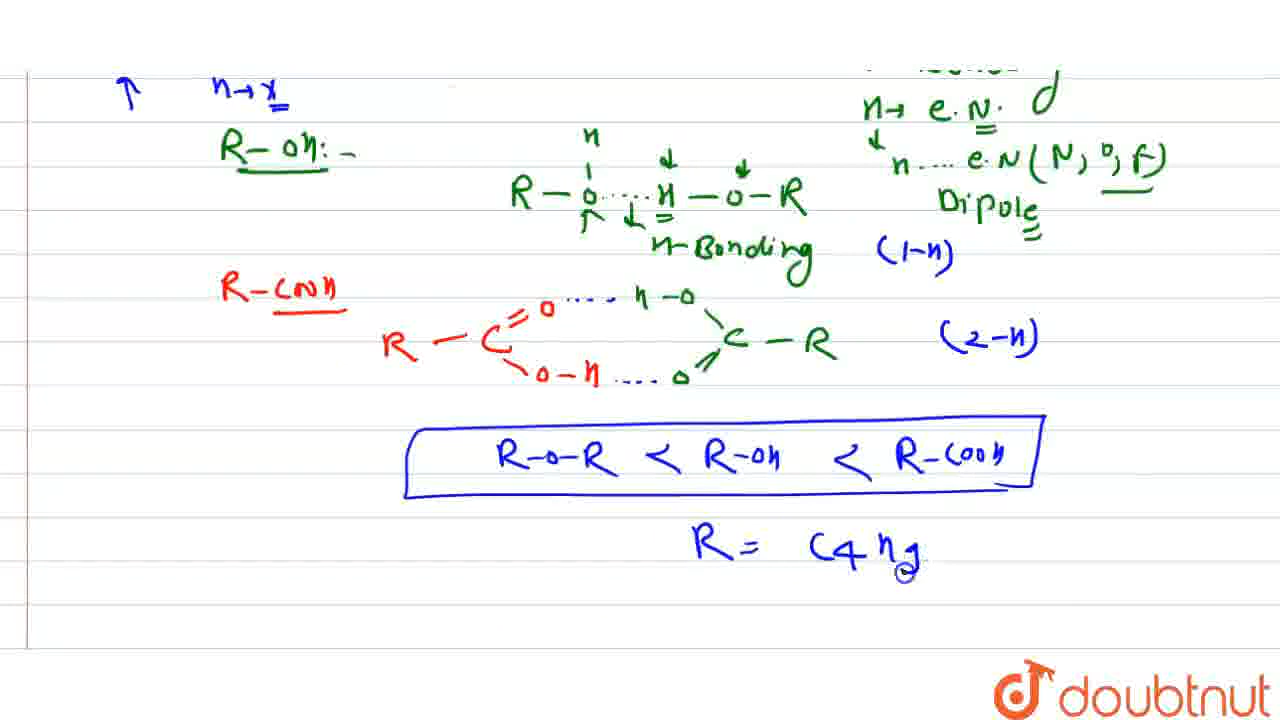 ↑ H → x
H → e.N.
R - OH : -
H
H .... e.N (N, O, F)
R - O ..... H - O - R
Dipole
H-Bonding (1-H)
R - COOH
O ..... H - O
R - C C - R (2-H)
O - H ..... O
R-O-R < R-OH < R-COOH
R = C4H9
doubtnut